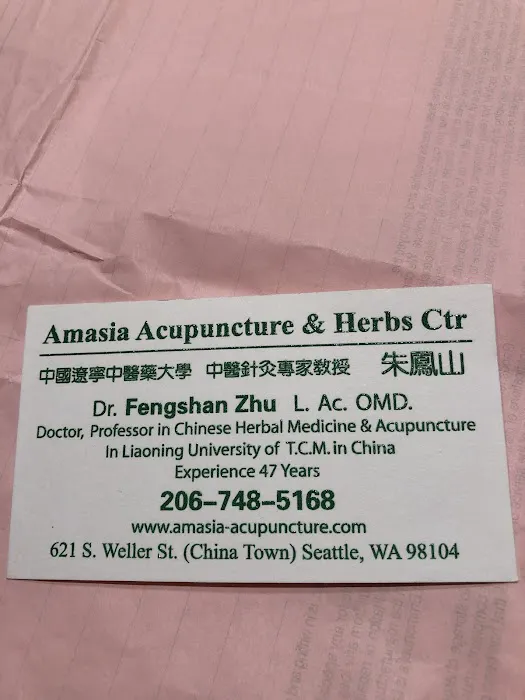 Amasia Acupuncture & Herbs Ctr
中國遼寧中醫藥大學 中醫針灸專家教授 朱鳳山
Dr. Fengshan Zhu L. Ac. OMD.
Doctor, Professor in Chinese Herbal Medicine & Acupuncture
In Liaoning University of T.C.M. in China
Experience 47 Years
206-748-5168
www.amasia-acupuncture.com
621 S. Weller St. (China Town) Seattle, WA 98104